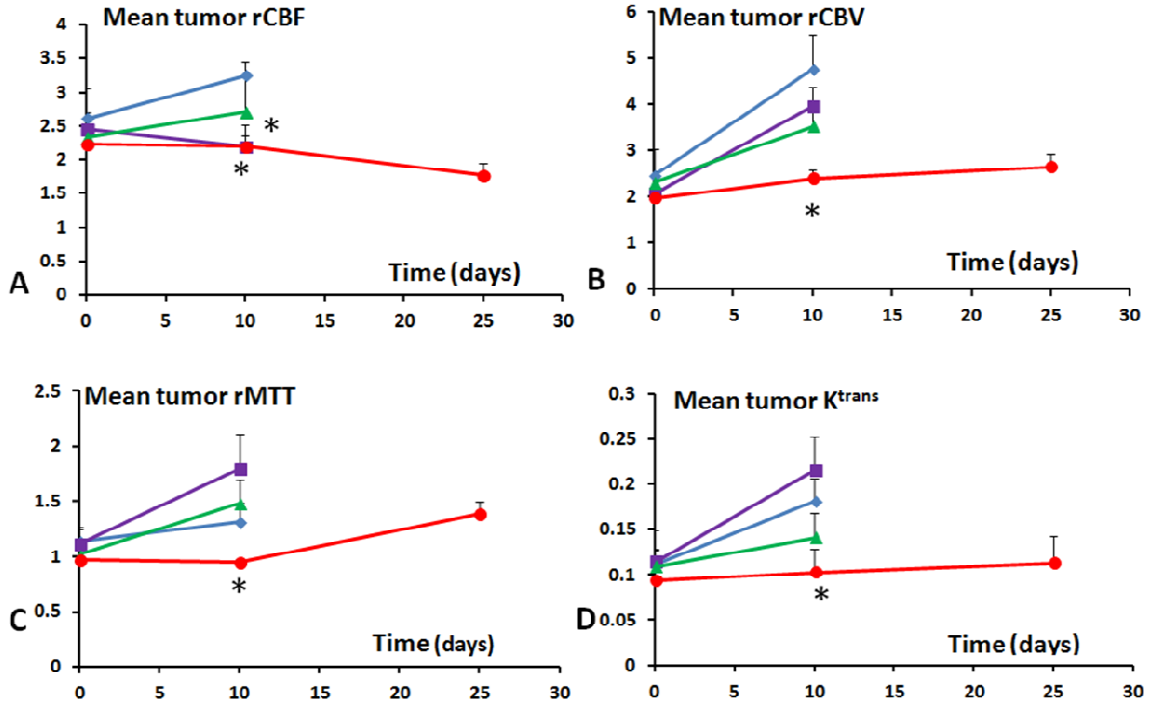 Mean tumor rCBF
4
3.5
3
2.5
2
1.5
1
0.5
0
*
*
Time (days)
A
0 5 10 15 20 25 30
Mean tumor rCBV
6
5
4
3
2
1
0
*
Time (days)
B
0 5 10 15 20 25 30
Mean tumor rMTT
2.5
2
1.5
1
0.5
0
*
Time (days)
C
0 5 10 15 20 25 30
Mean tumor Ktrans
0.3
0.25
0.2
0.15
0.1
0.05
0
*
Time (days)
D
0 5 10 15 20 25 30